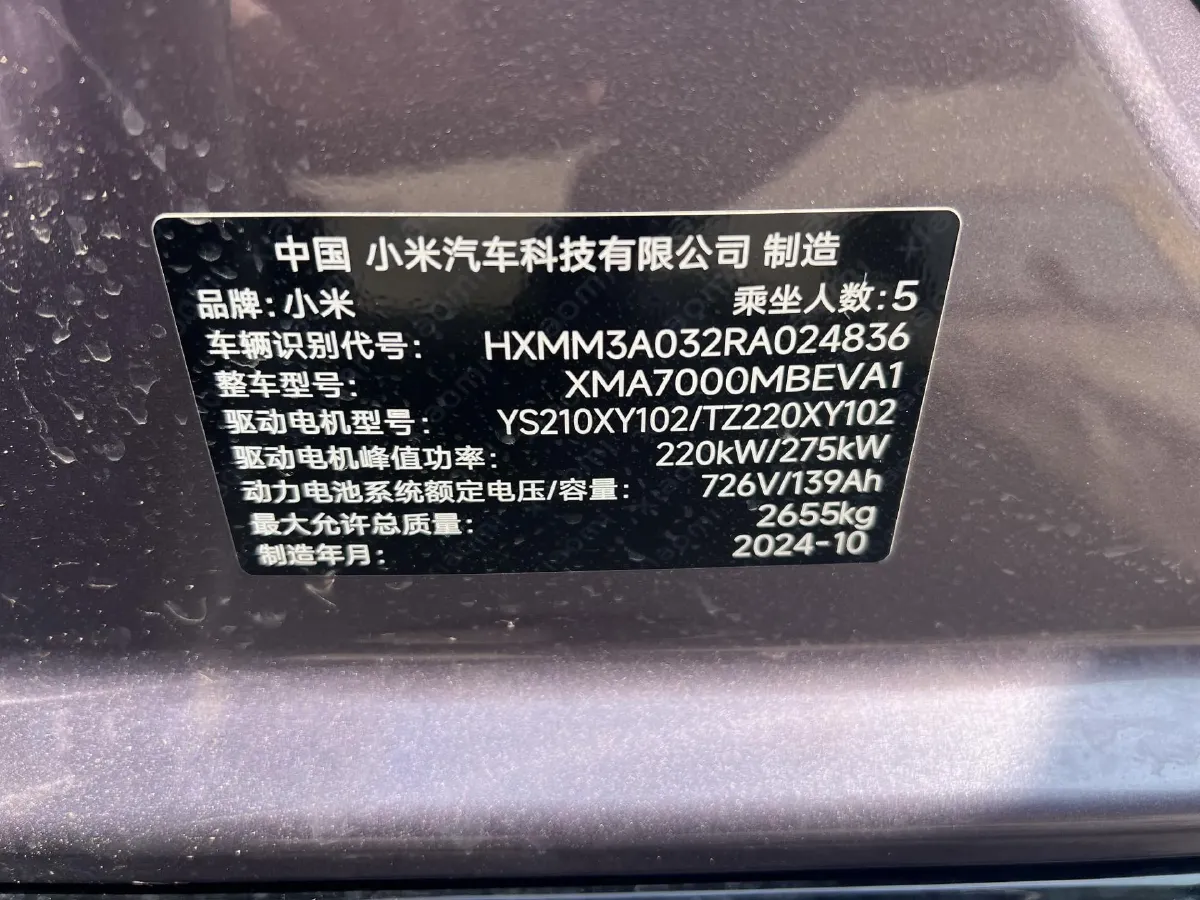 中国 小米汽车科技有限公司 制造
品牌:小米 乘坐人数:5
车辆识别代号: HXMM3A032RA024836
整车型号: XMA7000MBEVA1
驱动电机型号: YS210XY102/TZ220XY102
驱动电机峰值功率: 220kW/275kW
动力电池系统额定电压/容量: 726V/139Ah
最大允许总质量: 2655kg
制造年月: 2024-10